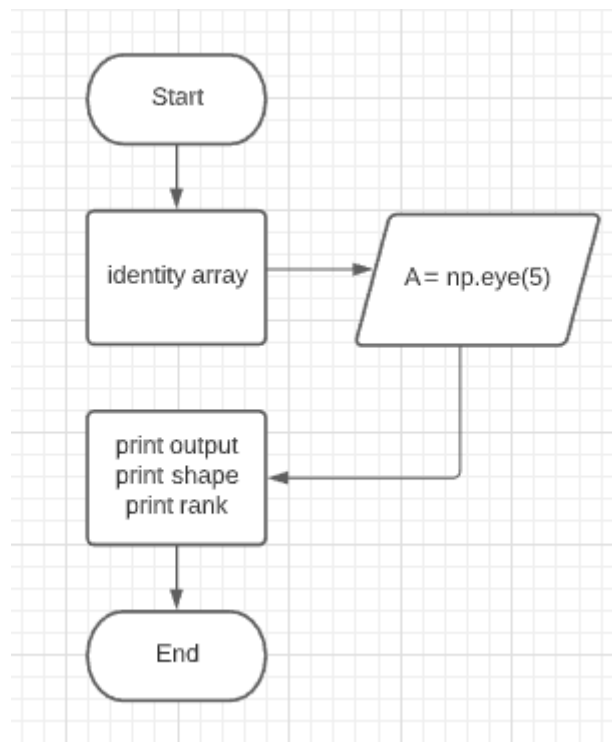 Start
identity array
A = np.eye(5)
print output
print shape
print rank
End